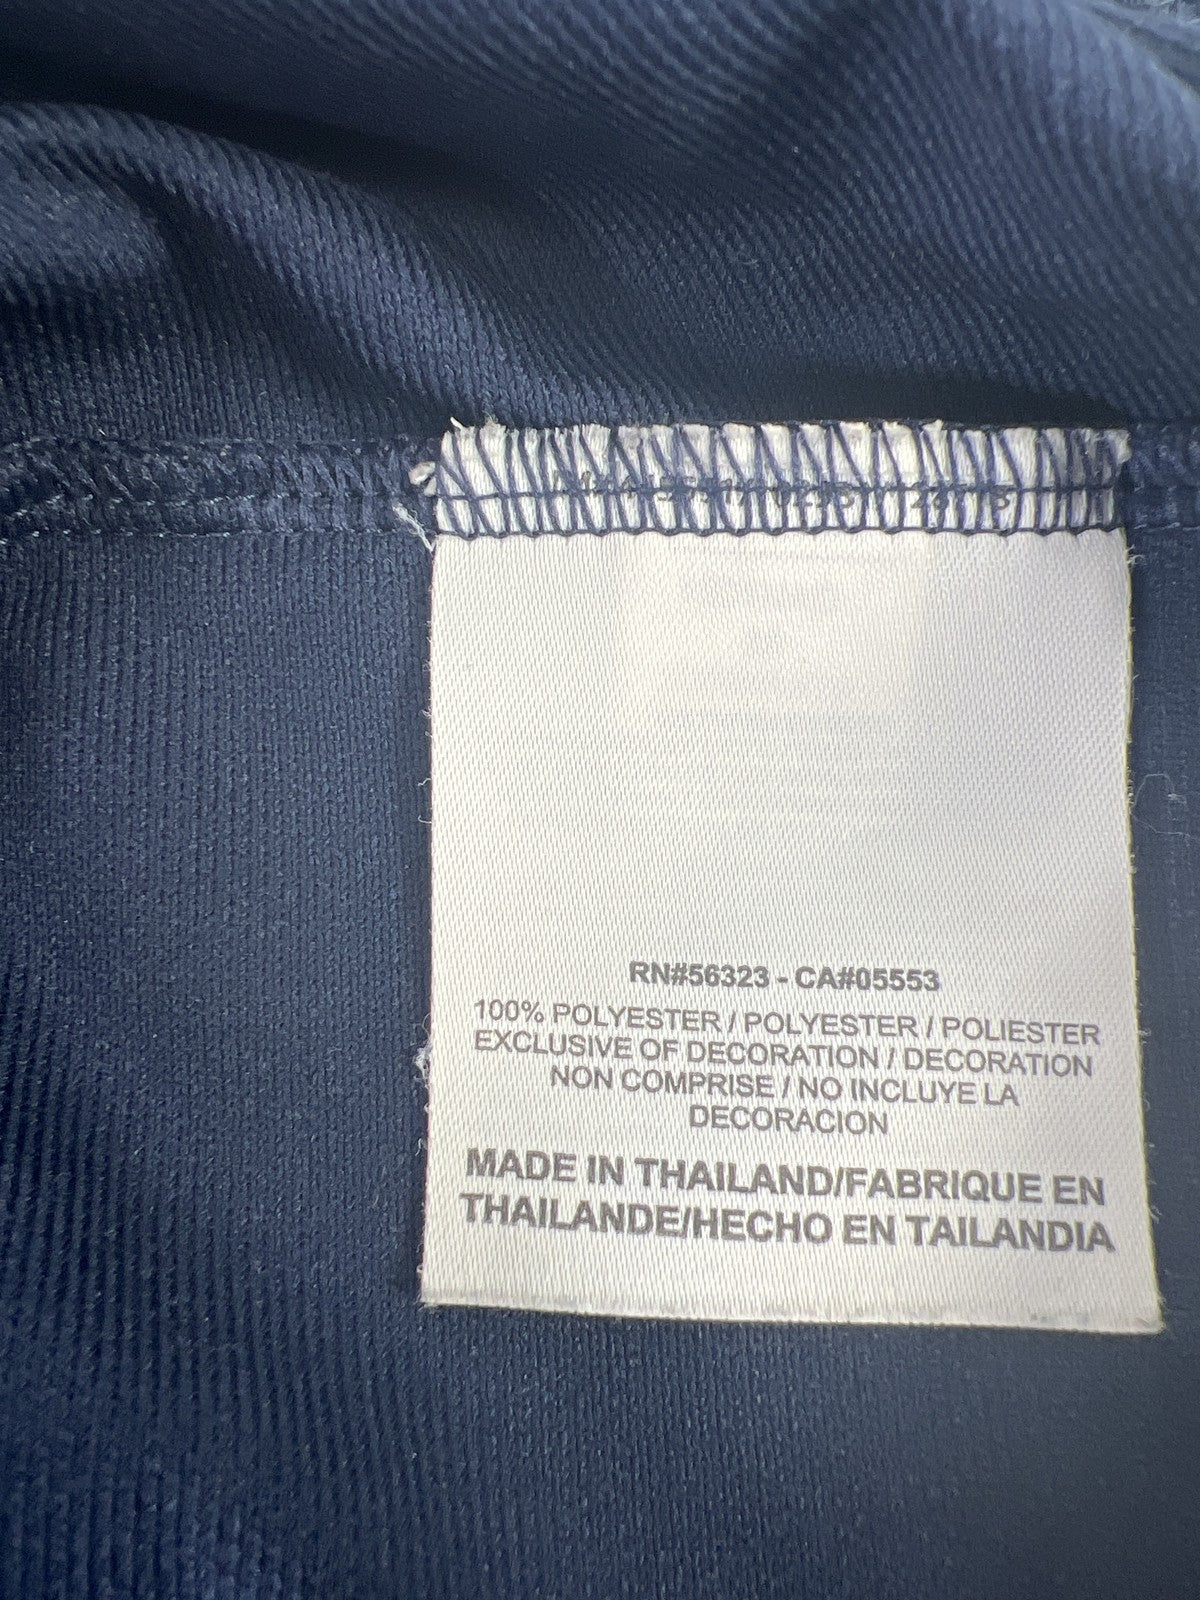 RN#56323 - CA#05553
100% POLYESTER / POLYESTER / POLIESTER
EXCLUSIVE OF DECORATION / DECORATION
NON COMPRISE / NO INCLUYE LA
DECORACION
MADE IN THAILAND/FABRIQUE EN
THAILANDE/HECHO EN TAILANDIA